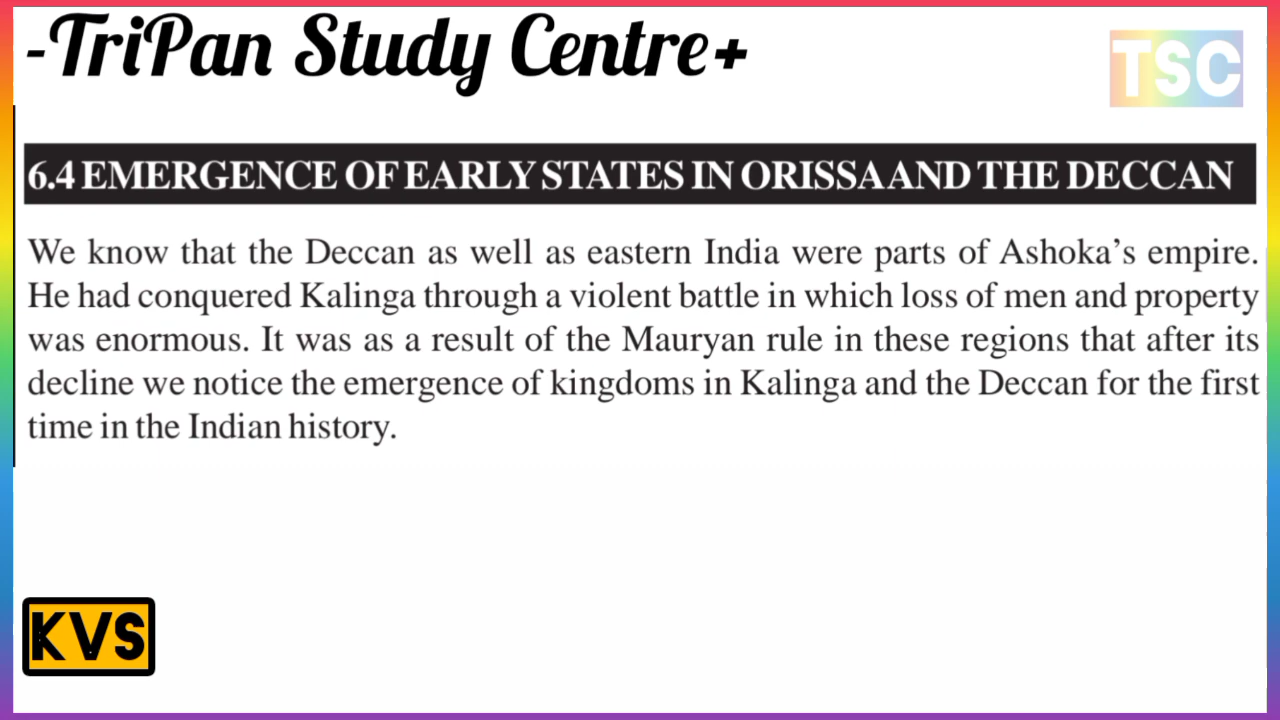 -TriPan Study Centre+
TSC
6.4 EMERGENCE OF EARLY STATES IN ORISSA AND THE DECCAN
We know that the Deccan as well as eastern India were parts of Ashoka's empire.
He had conquered Kalinga through a violent battle in which loss of men and property
was enormous. It was as a result of the Mauryan rule in these regions that after its
decline we notice the emergence of kingdoms in Kalinga and the Deccan for the first
time in the Indian history.
KVS